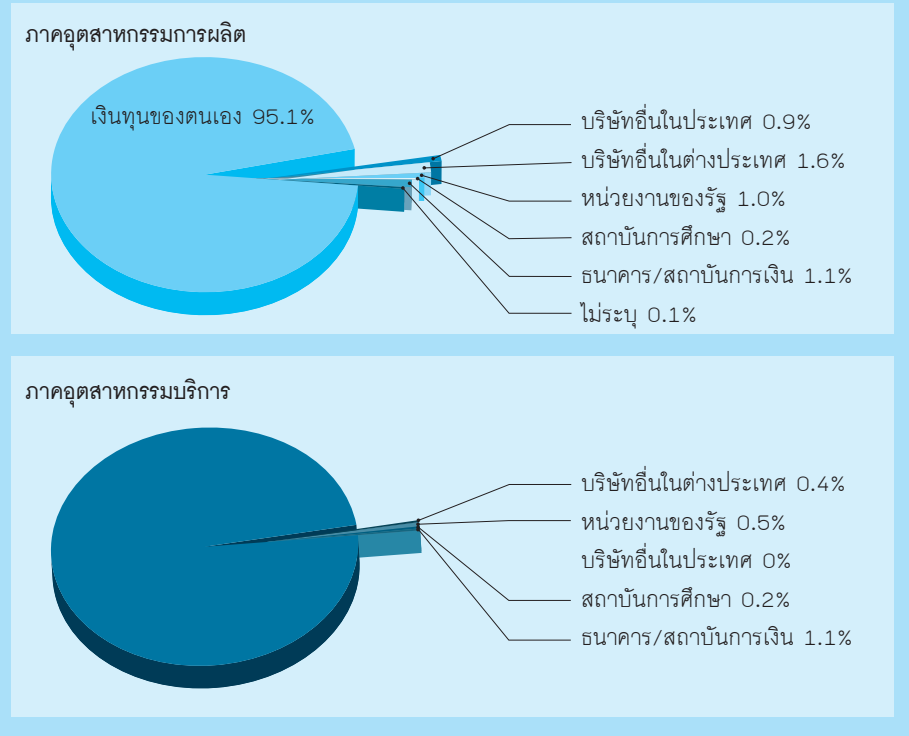 ภาคอุตสาหกรรมการผลิต
เงินทุนของตนเอง 95.1%
บริษัทอื่นในประเทศ 0.9%
บริษัทอื่นในต่างประเทศ 1.6%
หน่วยงานของรัฐ 1.0%
สถาบันการศึกษา 0.2%
ธนาคาร/สถาบันการเงิน 1.1%
ไม่ระบุ 0.1%
ภาคอุตสาหกรรมบริการ
บริษัทอื่นในต่างประเทศ 0.4%
หน่วยงานของรัฐ 0.5%
บริษัทอื่นในประเทศ 0%
สถาบันการศึกษา 0.2%
ธนาคาร/สถาบันการเงิน 1.1%